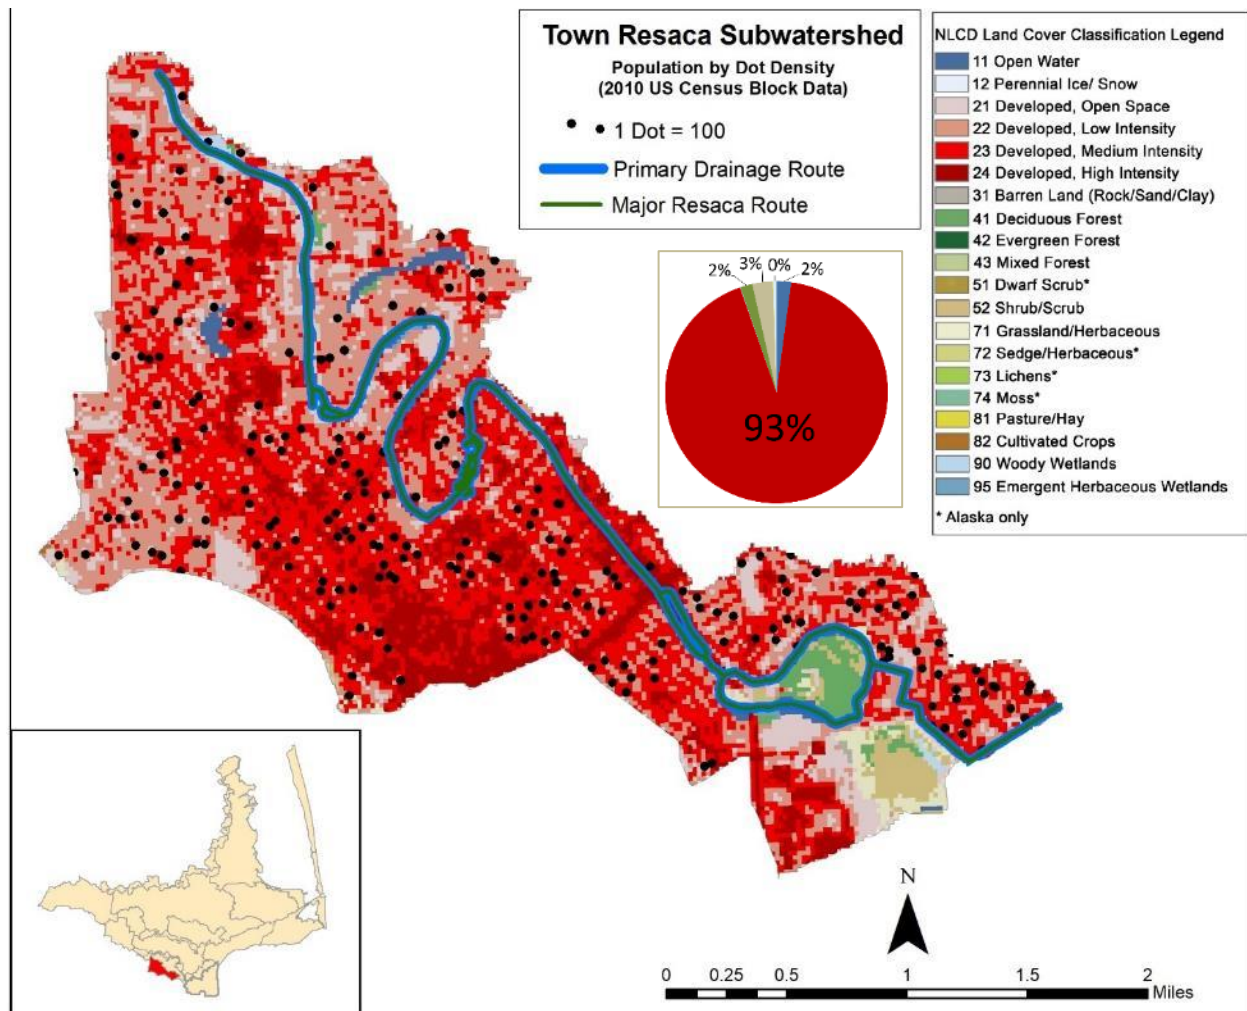 Town Resaca Subwatershed
Population by Dot Density
(2010 US Census Block Data)
1 Dot = 100
Primary Drainage Route
Major Resaca Route
NLCD Land Cover Classification Legend
11 Open Water
12 Perennial Ice/ Snow
21 Developed, Open Space
22 Developed, Low Intensity
23 Developed, Medium Intensity
24 Developed, High Intensity
31 Barren Land (Rock/Sand/Clay)
41 Deciduous Forest
42 Evergreen Forest
43 Mixed Forest
51 Dwarf Scrub*
52 Shrub/Scrub
71 Grassland/Herbaceous
72 Sedge/Herbaceous*
73 Lichens*
74 Moss*
81 Pasture/Hay
82 Cultivated Crops
90 Woody Wetlands
95 Emergent Herbaceous Wetlands
* Alaska only
2% 3% 0% 2%
93%
N
0 0.25 0.5 1 1.5 2
Miles